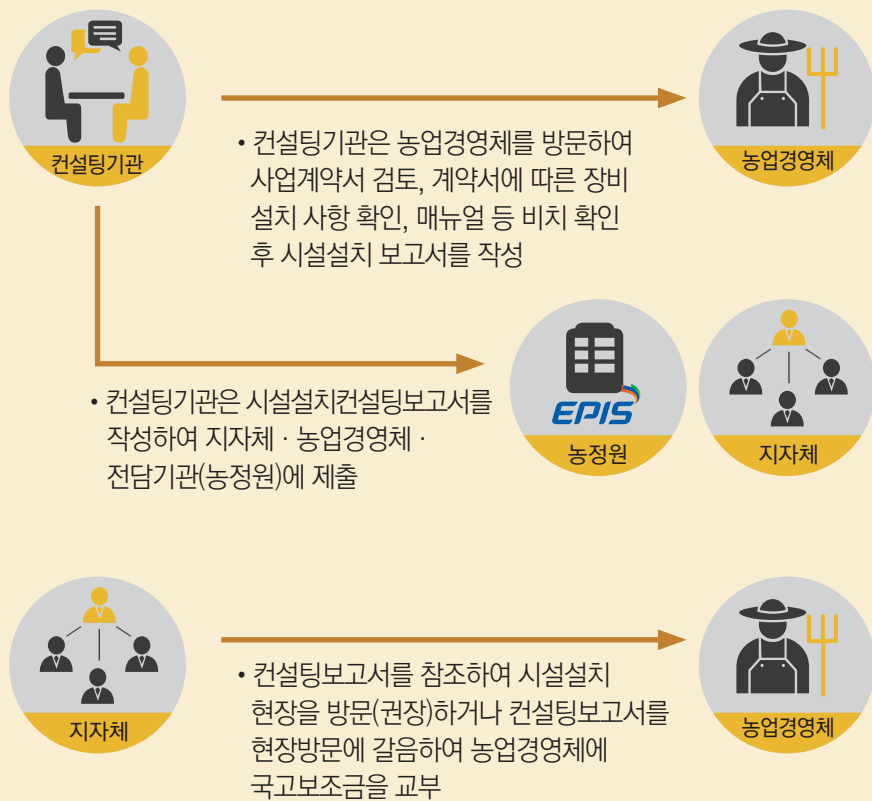 컨설팅기관
농업경영체
• 컨설팅기관은 농업경영체를 방문하여
사업계약서 검토, 계약서에 따른 장비
설치 사항 확인, 매뉴얼 등 비치 확인
후 시설설치 보고서를 작성
EPIS
농정원
지자체
• 컨설팅기관은 시설설치컨설팅보고서를
작성하여 지자체 · 농업경영체 ·
전담기관(농정원)에 제출
지자체
농업경영체
• 컨설팅보고서를 참조하여 시설설치
현장을 방문(권장)하거나 컨설팅보고서를
현장방문에 갈음하여 농업경영체에
국고보조금을 교부